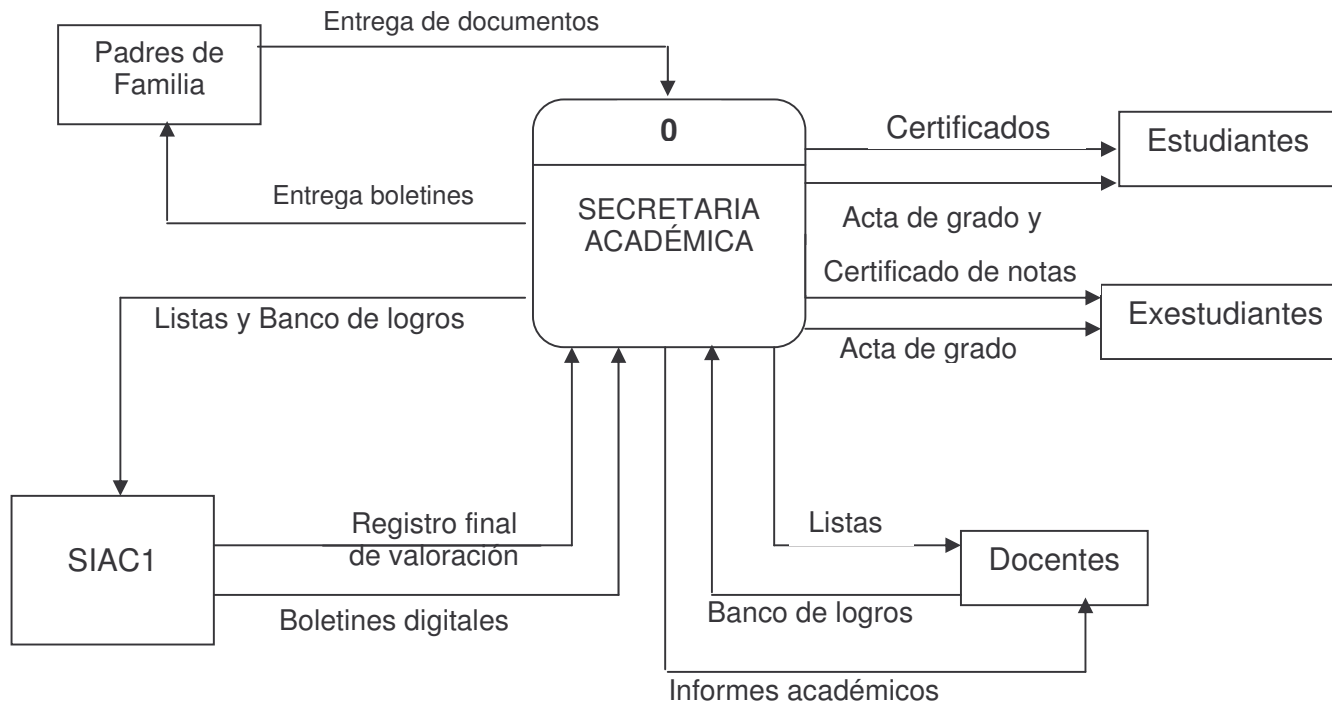 Entrega de documentos
Padres de
Familia
0
Certificados
Estudiantes
Entrega boletines
SECRETARIA
ACADÉMICA
Acta de grado y
Certificado de notas
Listas y Banco de logros
Exestudiantes
Acta de grado
Registro final
de valoración
Listas
SIAC1
Docentes
Banco de logros
Boletines digitales
Informes académicos